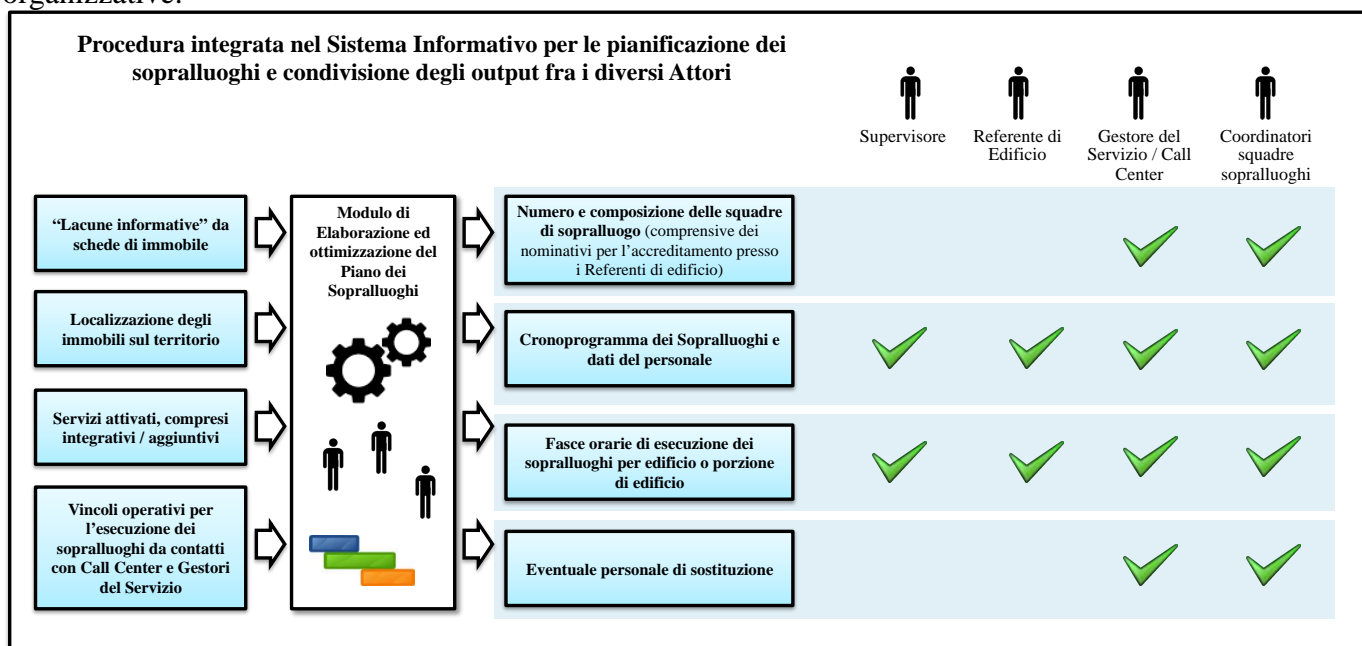 organizzative.
Procedura integrata nel Sistema Informativo per le pianificazione dei
sopralluoghi e condivisione degli output fra i diversi Attori
Supervisore
Referente di
Edificio
Gestore del
Servizio / Call
Center
Coordinatori
squadre
sopralluoghi
“Lacune informative” da
schede di immobile
Localizzazione degli
immobili sul territorio
Servizi attivati, compresi
integrativi / aggiuntivi
Vincoli operativi per
l’esecuzione dei
sopralluoghi da contatti
con Call Center e Gestori
del Servizio
Modulo di
Elaborazione ed
ottimizzazione del
Piano dei
Sopralluoghi
Numero e composizione delle squadre
di sopralluogo (comprensive dei
nominativi per l’accreditamento presso
i Referenti di edificio)
Cronoprogramma dei Sopralluoghi e
dati del personale
Fasce orarie di esecuzione dei
sopralluoghi per edificio o porzione
di edificio
Eventuale personale di sostituzione